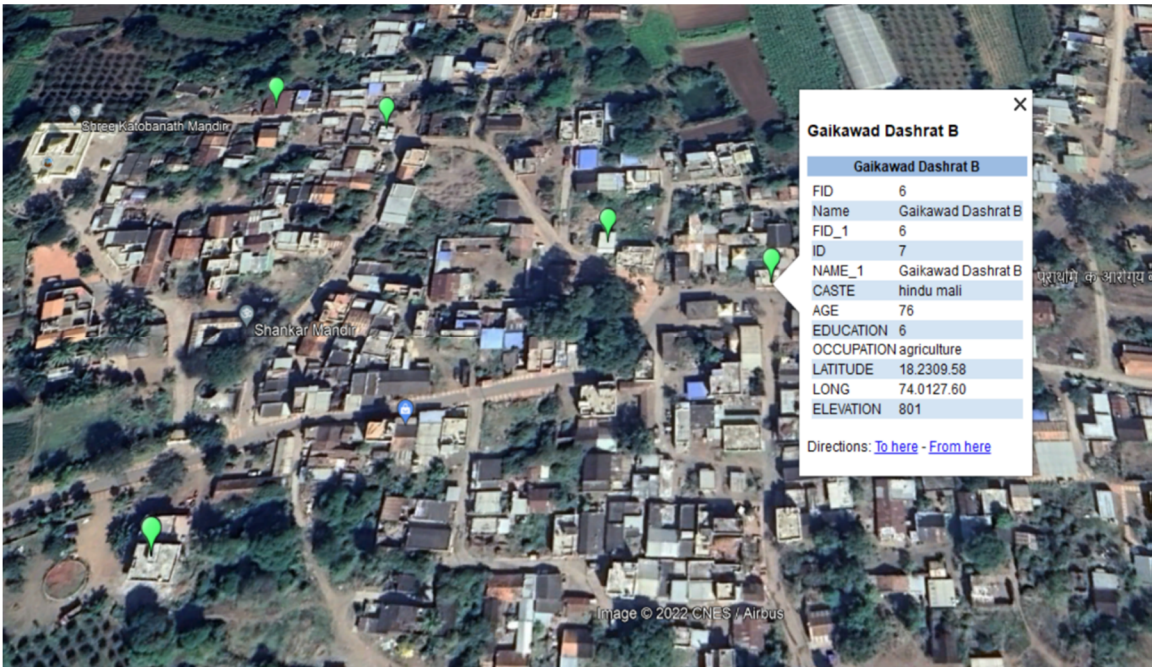 Shree Katobanath Mandir
Shankar Mandir
Gaikawad Dashrat B
Gaikawad Dashrat B
FID 6
Name Gaikawad Dashrat B
FID_1 6
ID 7
NAME_1 Gaikawad Dashrat B
CASTE hindu mali
AGE 76
EDUCATION 6
OCCUPATION agriculture
LATITUDE 18.2309.58
LONG 74.0127.60
ELEVATION 801
Directions: To here - From here
Image © 2022 CNES / Airbus